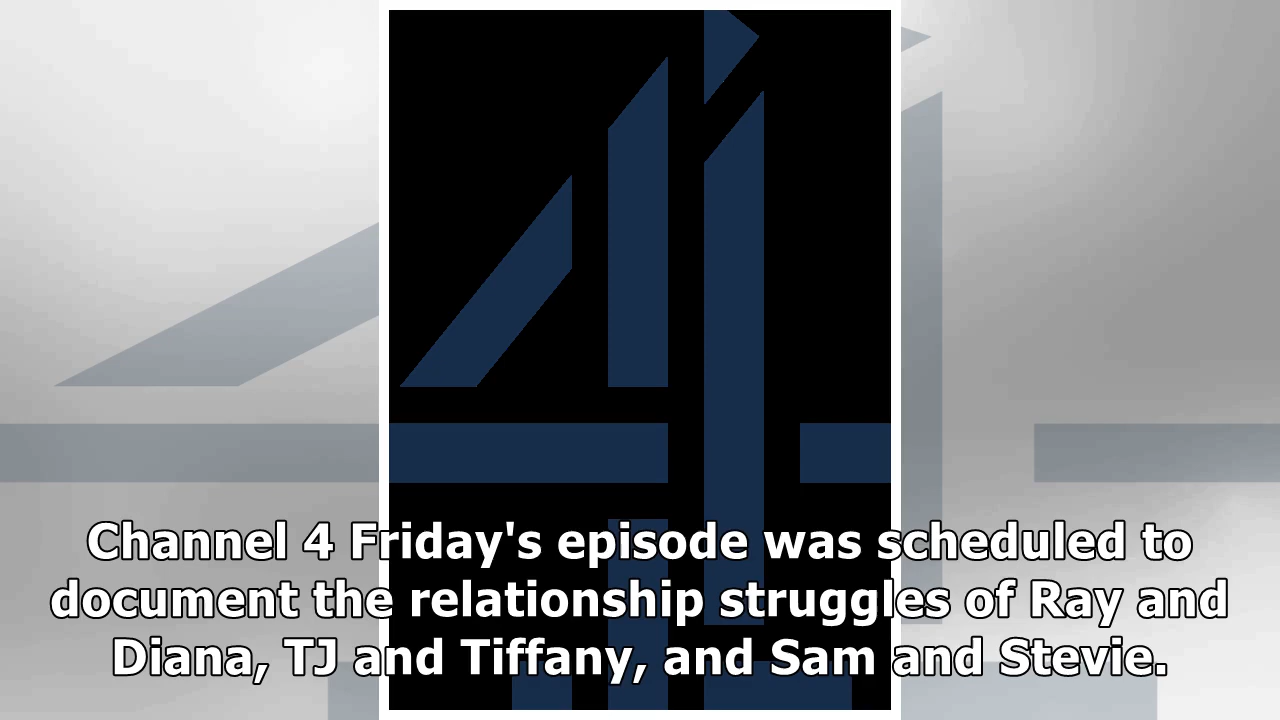 Channel 4 Friday's episode was scheduled to
document the relationship struggles of Ray and
Diana, TJ and Tiffany, and Sam and Stevie.